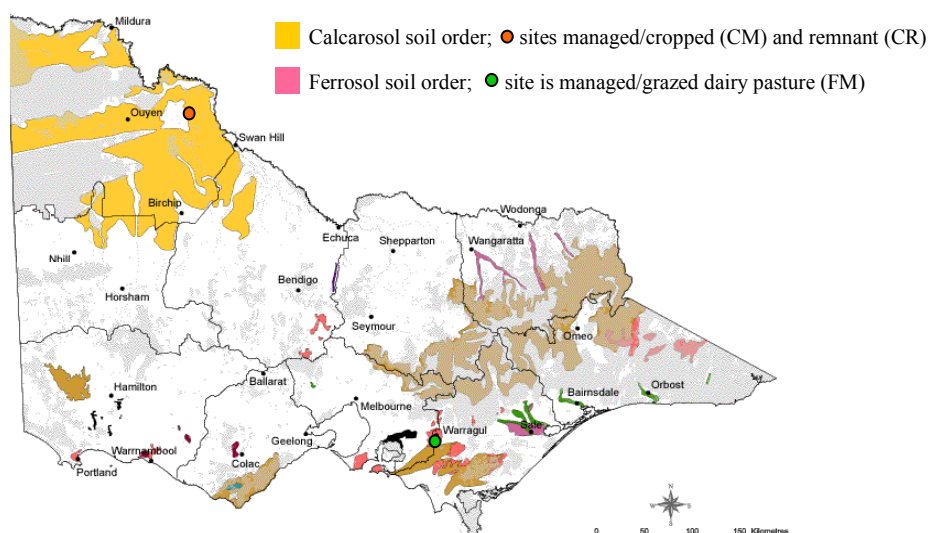 Mildura
Calcarosol soil order; sites managed/cropped (CM) and remnant (CR)
Ferrosol soil order; site is managed/grazed dairy pasture (FM)
Ouyen
Swan Hill
Birchip
Wodonga
Echuca
Shepparton
Wangaratta
Nhill
Bendigo
Horsham
Seymour
Omeo
Hamilton
Ballarat
Melbourne
Bairnsdale
Orbost
Warragul
Sale
Geelong
Warrnambool
Colac
Portland
N
W E
S
0 50 100 150 Kilometres